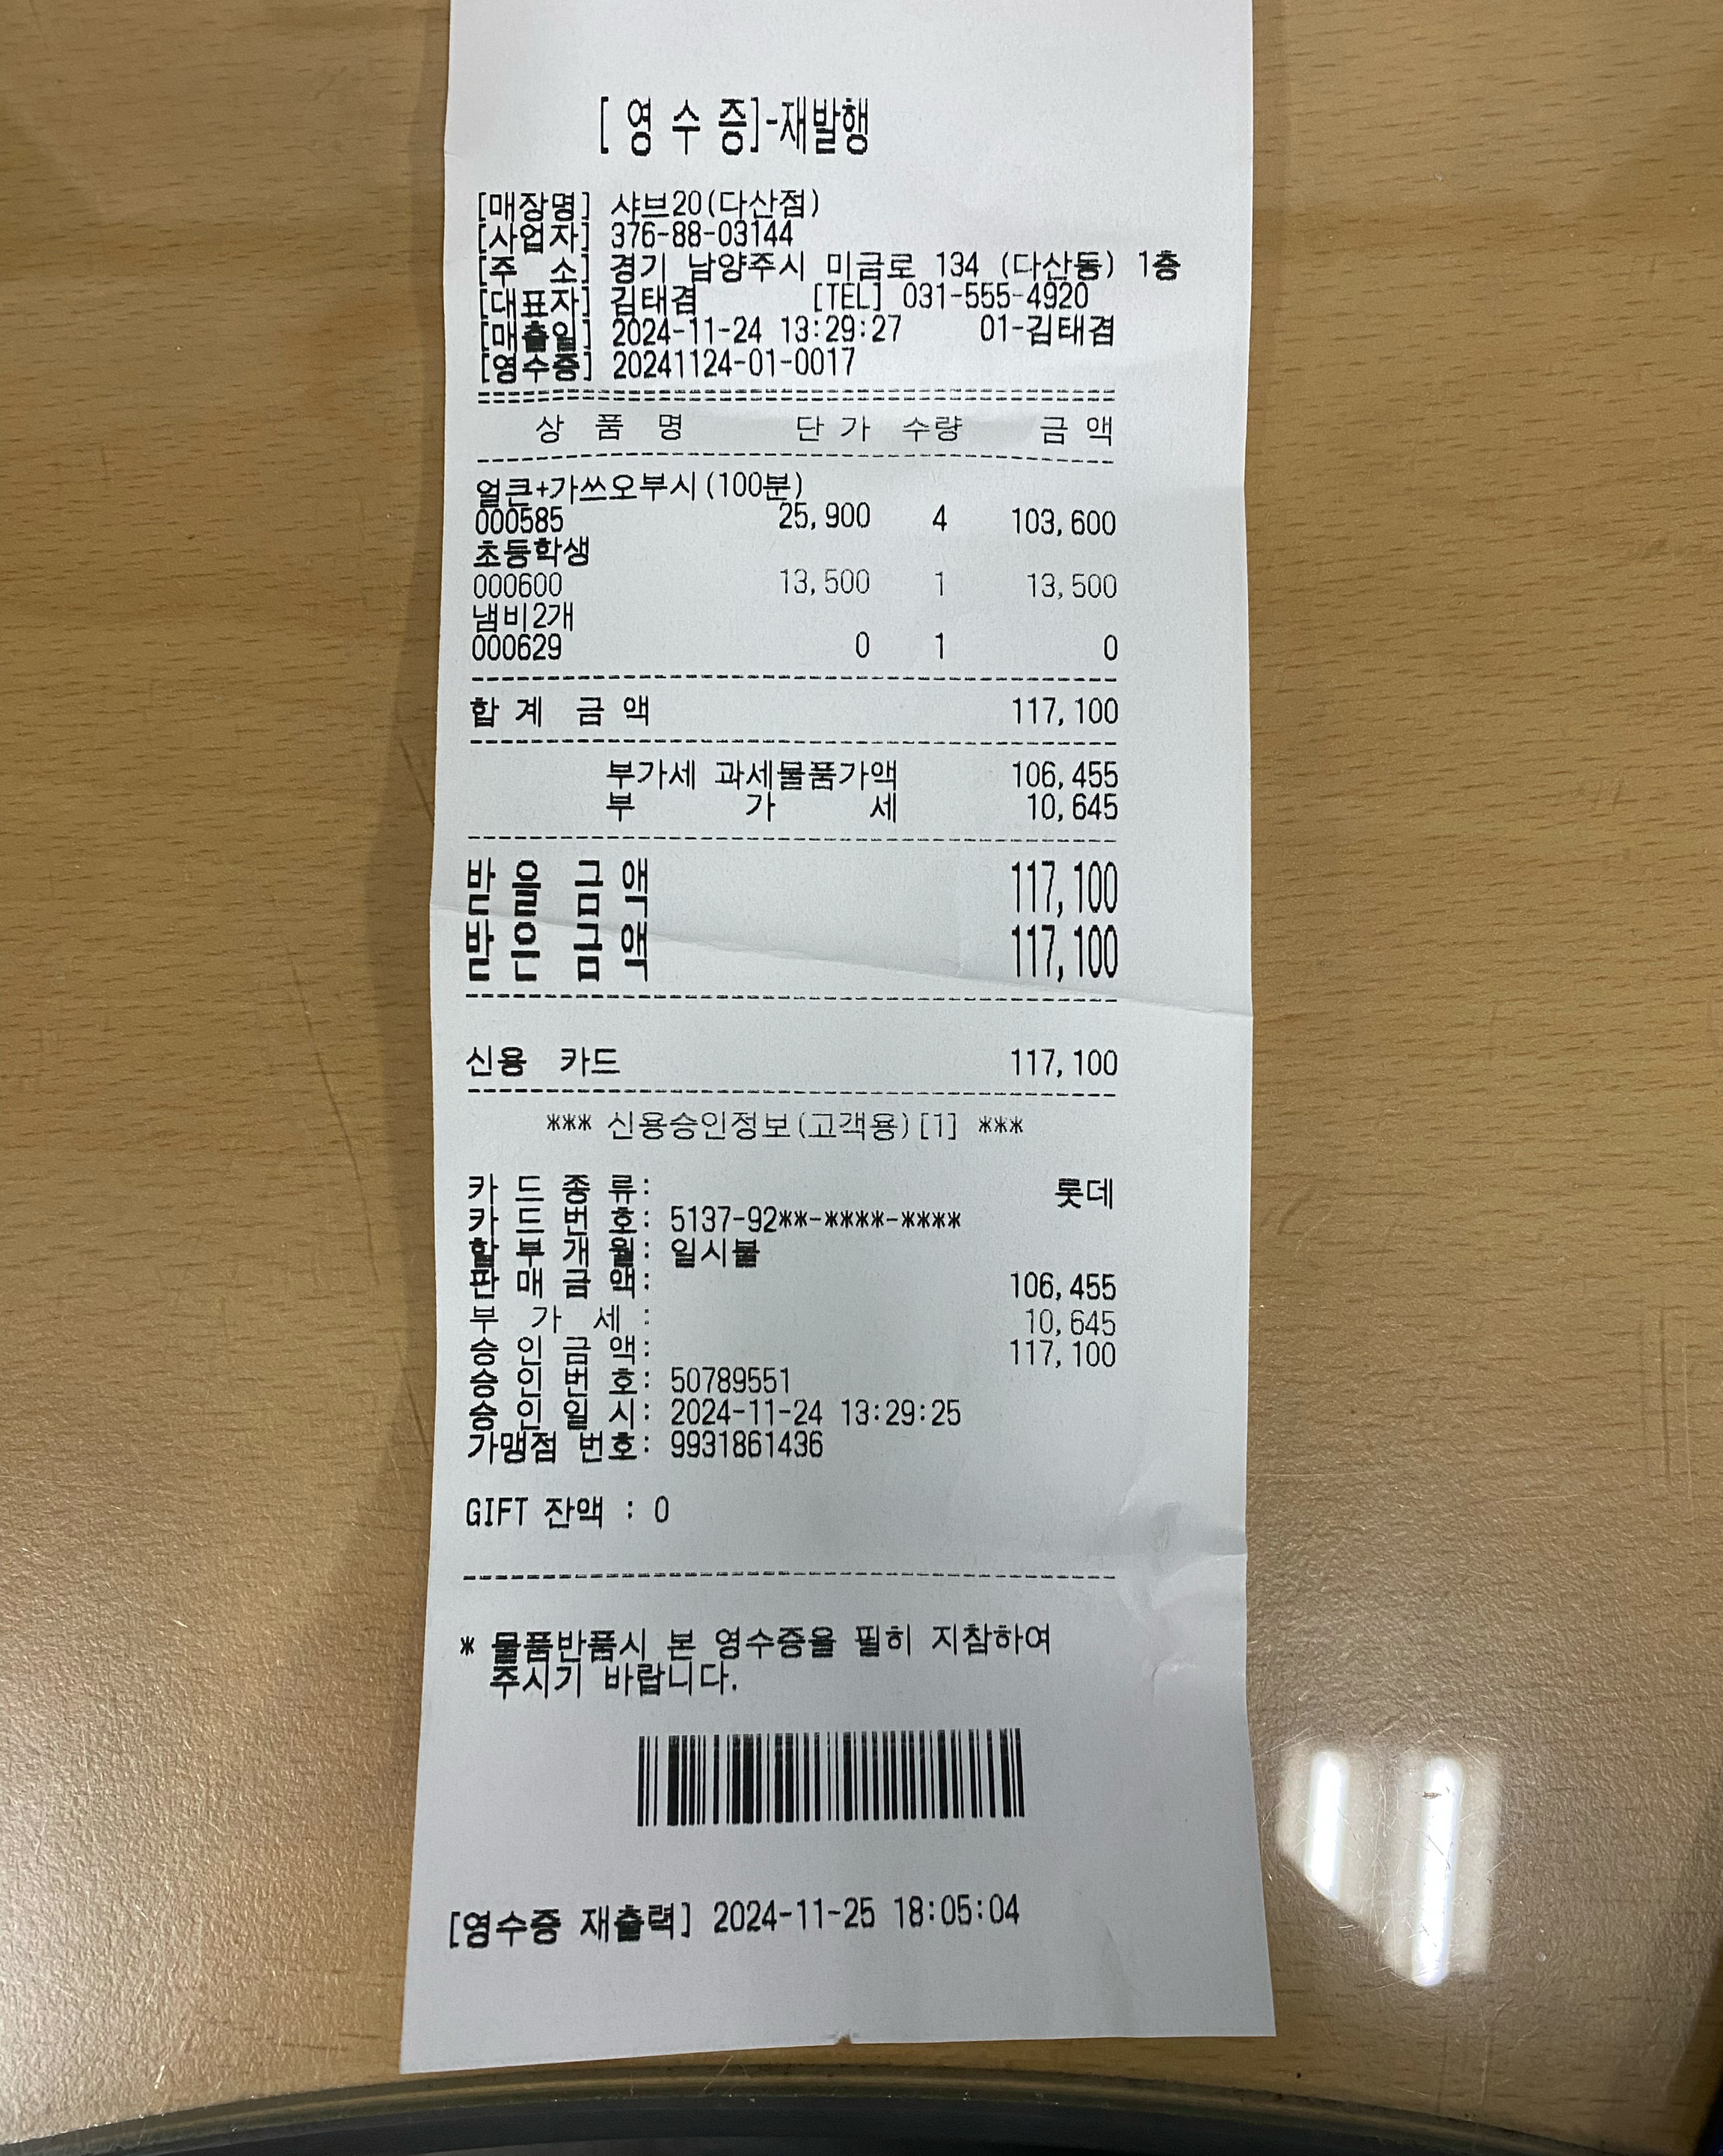 [ 영 수 증]-재발행
[매장명] 샤브20(다산점)
[사업자] 376-88-03144
[주 소] 경기 남양주시 미금로 134 (다산동) 1층
[대표자] 김태겸 [TEL] 031-555-4920
[매출일] 2024-11-24 13:29:27 01-김태겸
[영수증] 20241124-01-0017
상 품 명 단 가 수량 금 액
얼큰+가쓰오부시(100분)
000585 25,900 4 103,600
초등학생
000600 13,500 1 13,500
냄비2개
000629 0 1 0
합 계 금 액 117,100
부가세 과세물품가액 106,455
부 가 세 10,645
받 을 금 액 117,100
받 은 금 액 117,100
신용 카드 117,100
*** 신용승인정보(고객용)[1] ***
카 드 종 류: 롯데
카 드 번 호: 5137-92**-****-****
할 부 개 월: 일시불
판 매 금 액: 106,455
부 가 세 : 10,645
승 인 금 액: 117,100
승 인 번 호: 50789551
승 인 일 시: 2024-11-24 13:29:25
가맹점 번호: 9931861436
GIFT 잔액 : 0
* 물품반품시 본 영수증을 필히 지참하여
주시기 바랍니다.
[영수증 재출력] 2024-11-25 18:05:04